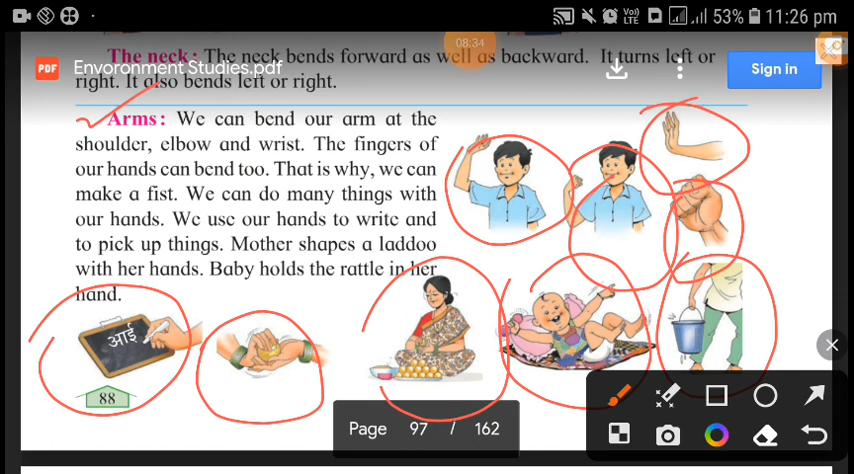 53% 11:26 pm
Vo)) LTE
08:34
The neck: The neck bends forward as well as backward. It turns left or
PDF Envoronment Studies.pdf
Sign in
right. It also bends left or right.
Arms: We can bend our arm at the
shoulder, elbow and wrist. The fingers of
our hands can bend too. That is why, we can
make a fist. We can do many things with
our hands. We use our hands to write and
to pick up things. Mother shapes a laddoo
with her hands. Baby holds the rattle in her
hand.
आई
88
Page 97 / 162